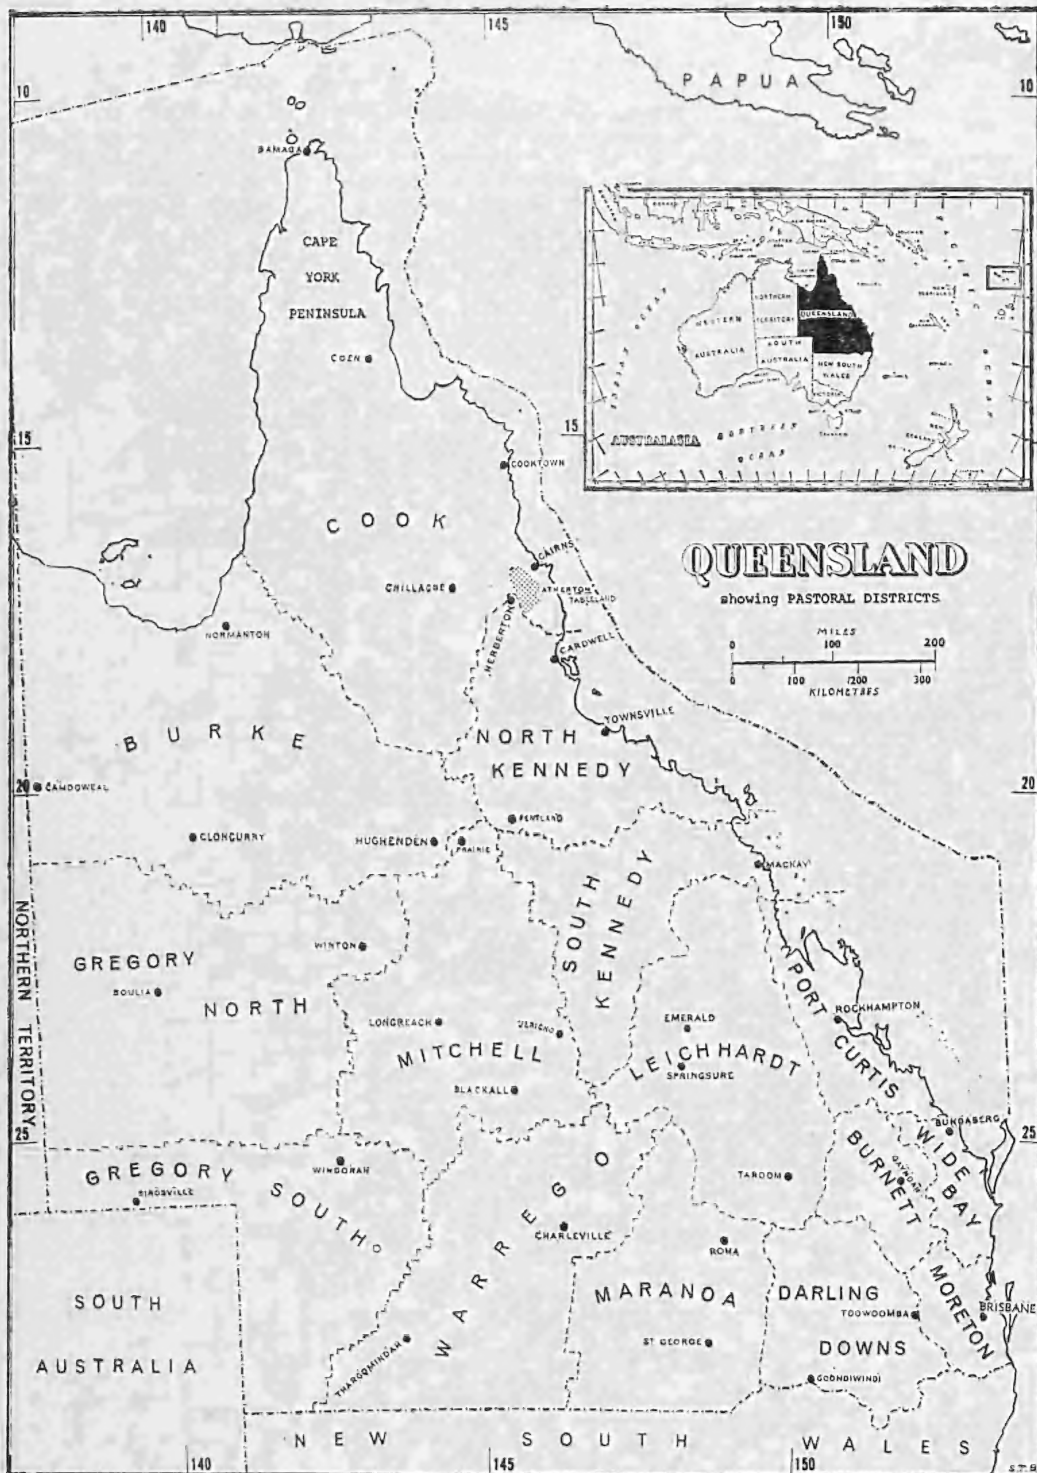 140 145 150
PAPUA
10 10
BAMAGA
CAPE
YORK
PENINSULA
COEN
NORTHERN
TERRITORY
QUEENSLAND
WESTERN
AUSTRALIA
SOUTH
AUSTRALIA
NEW SOUTH
WALES
VICTORIA
INDIAN OCEAN
AUSTRALASIA
SOUTHERN
OCEAN
15 15
COOKTOWN
COOK
CAIRNS
QUEENSLAND
showing PASTORAL DISTRICTS
CHILLAGOE
ATHERTON
TABLELAND
HERBERTON
NORMANTON
CARDWELL
MILES
0 100 200
0 100 200 300
KILOMETRES
TOWNSVILLE
BURKE
NORTH
KENNEDY
CAMOOWEAL
20 20
PENTLAND
CLONCURRY
HUGHENDEN
PRAIRIE
MACKAY
SOUTH
KENNEDY
NORTHERN TERRITORY
WINTON
GREGORY
NORTH
BOULIA
PORT
CURTIS
ROCKHAMPTON
LONGREACH
JERICHO
EMERALD
MITCHELL
LEICHHARDT
SPRINGSURE
BLACKALL
25 25
BUNDABERG
WIDE
BAY
BURNETT
GAYNDAH
GREGORY
SOUTH
WINDORAH
BIRDSVILLE
TAROOM
WARREGO
CHARLEVILLE
ROMA
MARANOA
DARLING
DOWNS
MORETON
BRISBANE
TOOWOOMBA
SOUTH
AUSTRALIA
ST GEORGE
THARGOMINDAH
GOONDIWINDI
NEW SOUTH WALES
140 145 150
S.T.B